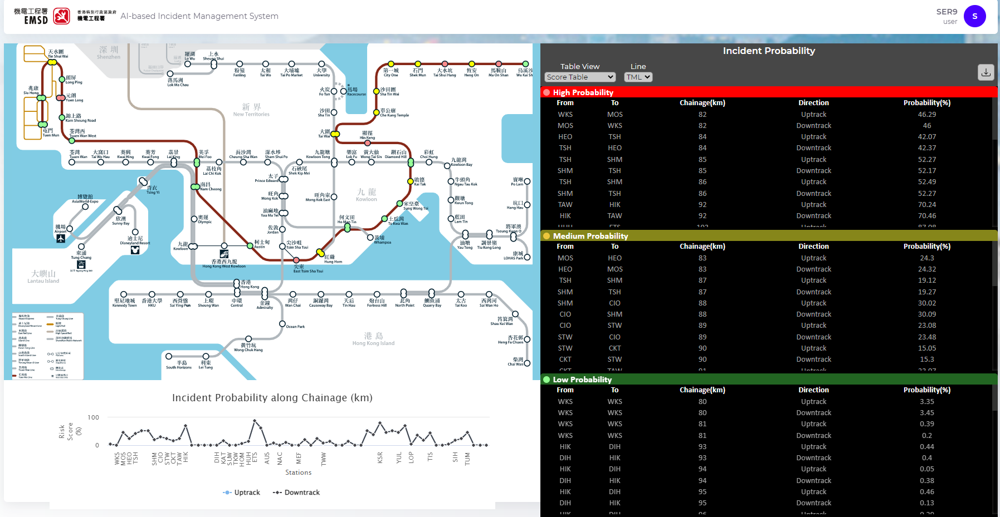 機電工程署
EMSD
香港特別行政區政府
機電工程署
AI-based Incident Management System
SER9
user
S
深圳
Shenzhen
天水圍
Tin Shui Wai
朗屏
Long Ping
兆康
Siu Hong
元朗
Yuen Long
錦上路
Kam Sheung Road
屯門
Tuen Mun
荃灣西
Tsuen Wan West
羅湖
Lo Wu
上水
Sheung Shui
落馬洲
Lok Ma Chau
粉嶺
Fanling
太和
Tai Wo
大埔墟
Tai Po Market
大學
University
火炭
Fo Tan
馬場
Racecourse
沙田
Sha Tin
大圍
Tai Wai
新界
New Territories
第一城
City One
石門
Shek Mun
大水坑
Tai Shui Hang
恆安
Heng On
馬鞍山
Ma On Shan
烏溪沙
Wu Kai S
沙田圍
Sha Tin Wai
車公廟
Che Kung Temple
顯徑
Hin Keng
荃灣
Tsuen Wan
大窩口
Tai Wo Hau
葵興
Kwai Hing
葵芳
Kwai Fong
荔景
Lai King
美孚
Mei Foo
荔枝角
Lai Chi Kok
長沙灣
Cheung Sha Wan
深水埗
Sham Shui Po
九龍塘
Kowloon Tong
樂富
Lok Fu
黃大仙
Wong Tai Sin
鑽石山
Diamond Hill
彩虹
Choi Hung
九龍灣
Kowloon Bay
石硤尾
Shek Kip Mei
太子
Prince Edward
旺角
Mong Kok
旺角東
Mong Kok East
油麻地
Yau Ma Tei
佐敦
Jordan
尖沙咀
Tsim Sha Tsui
九龍
Kowloon
啟德
Kai Tak
宋皇臺
Sung Wong Toi
土瓜灣
To Kwa Wan
何文田
Ho Man Tin
黃埔
Whampoa
紅磡
Hung Hom
尖東
East Tsim Sha Tsui
牛頭角
Ngau Tau Kok
觀塘
Kwun Tong
藍田
Lam Tin
油塘
Yau Tong
調景嶺
Tiu Keng Leng
將軍澳
Tseung Kwan O
坑口
Hang Hau
寶琳
Po Lam
康城
LOHAS Park
南昌
Nam Cheong
奧運
Olympic
九龍
Kowloon
柯士甸
Austin
香港西九龍
Hong Kong West Kowloon
青衣
Tsing Yi
博覽館
AsiaWorld-Expo
機場
Airport
欣澳
Sunny Bay
迪士尼
Disneyland Resort
東涌
Tung Chung
大嶼山
Lantau Island
香港
Hong Kong
堅尼地城
Kennedy Town
香港大學
HKU
西營盤
Sai Ying Pun
上環
Sheung Wan
中環
Central
金鐘
Admiralty
灣仔
Wan Chai
銅鑼灣
Causeway Bay
天后
Tin Hau
炮台山
Fortress Hill
北角
North Point
鰂魚涌
Quarry Bay
太古
Tai Koo
西灣河
Sai Wan Ho
筲箕灣
Shau Kei Wan
杏花邨
Heng Fa Chuen
柴灣
Chai Wan
Ocean Park
黃竹坑
Wong Chuk Hang
利東
Lei Tung
半島
South Horizons
港島
Hong Kong Island
Incident Probability along Chainage (km)
Risk
Score
(%)
100
0
WKS MOS HEO TSH SHM CIO STW CKT TAW HIK DIH KAT SUW TKW HOM HUH ETS AUS NAC MEF TWW KSR YUL LOP TIS SIH TUM
Stations
Uptrack Downtrack
Incident Probability
Table View Line
Score Table TML
High Probability
From To Chainage(km) Direction Probability(%)
WKS MOS 82 Uptrack 46.29
MOS WKS 82 Downtrack 46
HEO TSH 84 Uptrack 42.07
TSH HEO 84 Downtrack 42.37
TSH SHM 85 Uptrack 52.27
SHM TSH 85 Downtrack 52.17
TSH SHM 86 Uptrack 52.49
SHM TSH 86 Downtrack 52.27
TAW HIK 92 Uptrack 70.24
HIK TAW 92 Downtrack 70.46
Medium Probability
From To Chainage(km) Direction Probability(%)
MOS HEO 83 Uptrack 24.3
HEO MOS 83 Downtrack 24.32
TSH SHM 87 Uptrack 19.12
SHM TSH 87 Downtrack 19.27
SHM CIO 88 Uptrack 30.02
CIO SHM 88 Downtrack 30.09
CIO STW 89 Uptrack 23.08
STW CIO 89 Downtrack 23.48
STW CKT 90 Uptrack 15.05
CKT STW 90 Downtrack 15.3
Low Probability
From To Chainage(km) Direction Probability(%)
WKS WKS 80 Uptrack 3.35
WKS WKS 80 Downtrack 3.45
WKS WKS 81 Uptrack 0.39
WKS WKS 81 Downtrack 0.2
HIK DIH 93 Uptrack 0.44
DIH HIK 93 Downtrack 0.4
HIK DIH 94 Uptrack 0.05
DIH HIK 94 Downtrack 0.38
HIK DIH 95 Uptrack 0.46
DIH HIK 95 Downtrack 0.13